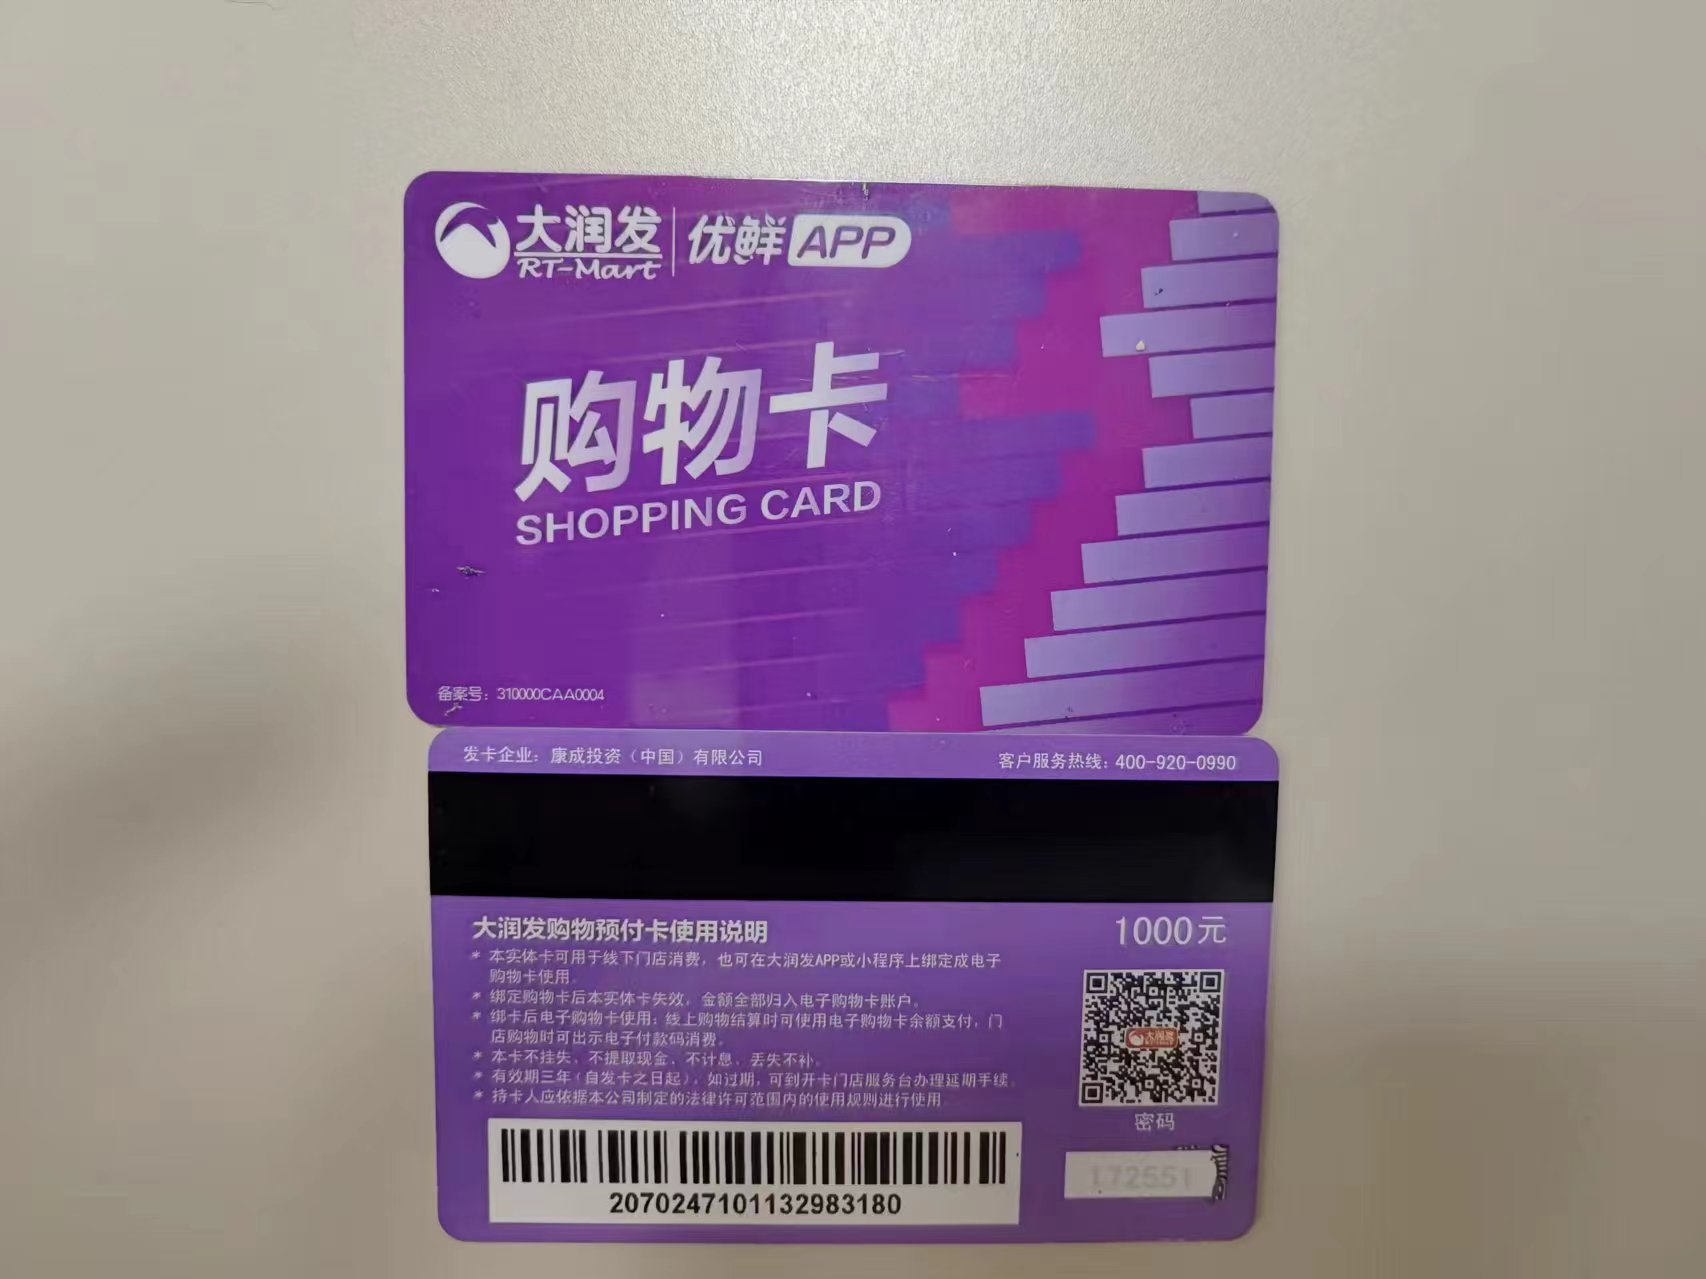 大润发 优鲜APP
RT-Mart
购物卡
SHOPPING CARD
备案号：310000CAA0004
发卡企业：康成投资（中国）有限公司 客户服务热线：400-920-0990
大润发购物预付卡使用说明
1000元
* 本实体卡可用于线下门店消费，也可在大润发APP或小程序上绑定成电子
购物卡使用。
* 绑定购物卡后本实体卡失效，金额全部归入电子购物卡账户。
* 绑卡后电子购物卡使用：线上购物结算时可使用电子购物卡余额支付，门
店购物时可出示电子付款码消费。
* 本卡不挂失、不提取现金、不计息、丢失不补。
* 有效期三年（自发卡之日起），如过期，可到开卡门店服务台办理延期手续。
* 持卡人应依据本公司制定的法律许可范围内的使用规则进行使用
大润发
密码
172551
2070247101132983180